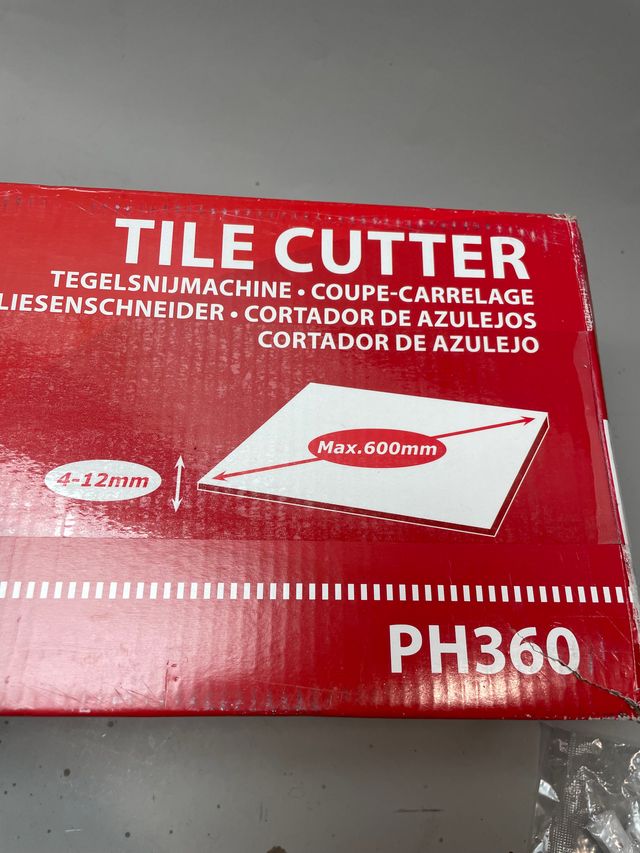 TILE CUTTER
TEGELSNIJMACHINE • COUPE-CARRELAGE
LIESENSCHNEIDER • CORTADOR DE AZULEJOS
CORTADOR DE AZULEJO
Max.600mm
4-12mm
PH360